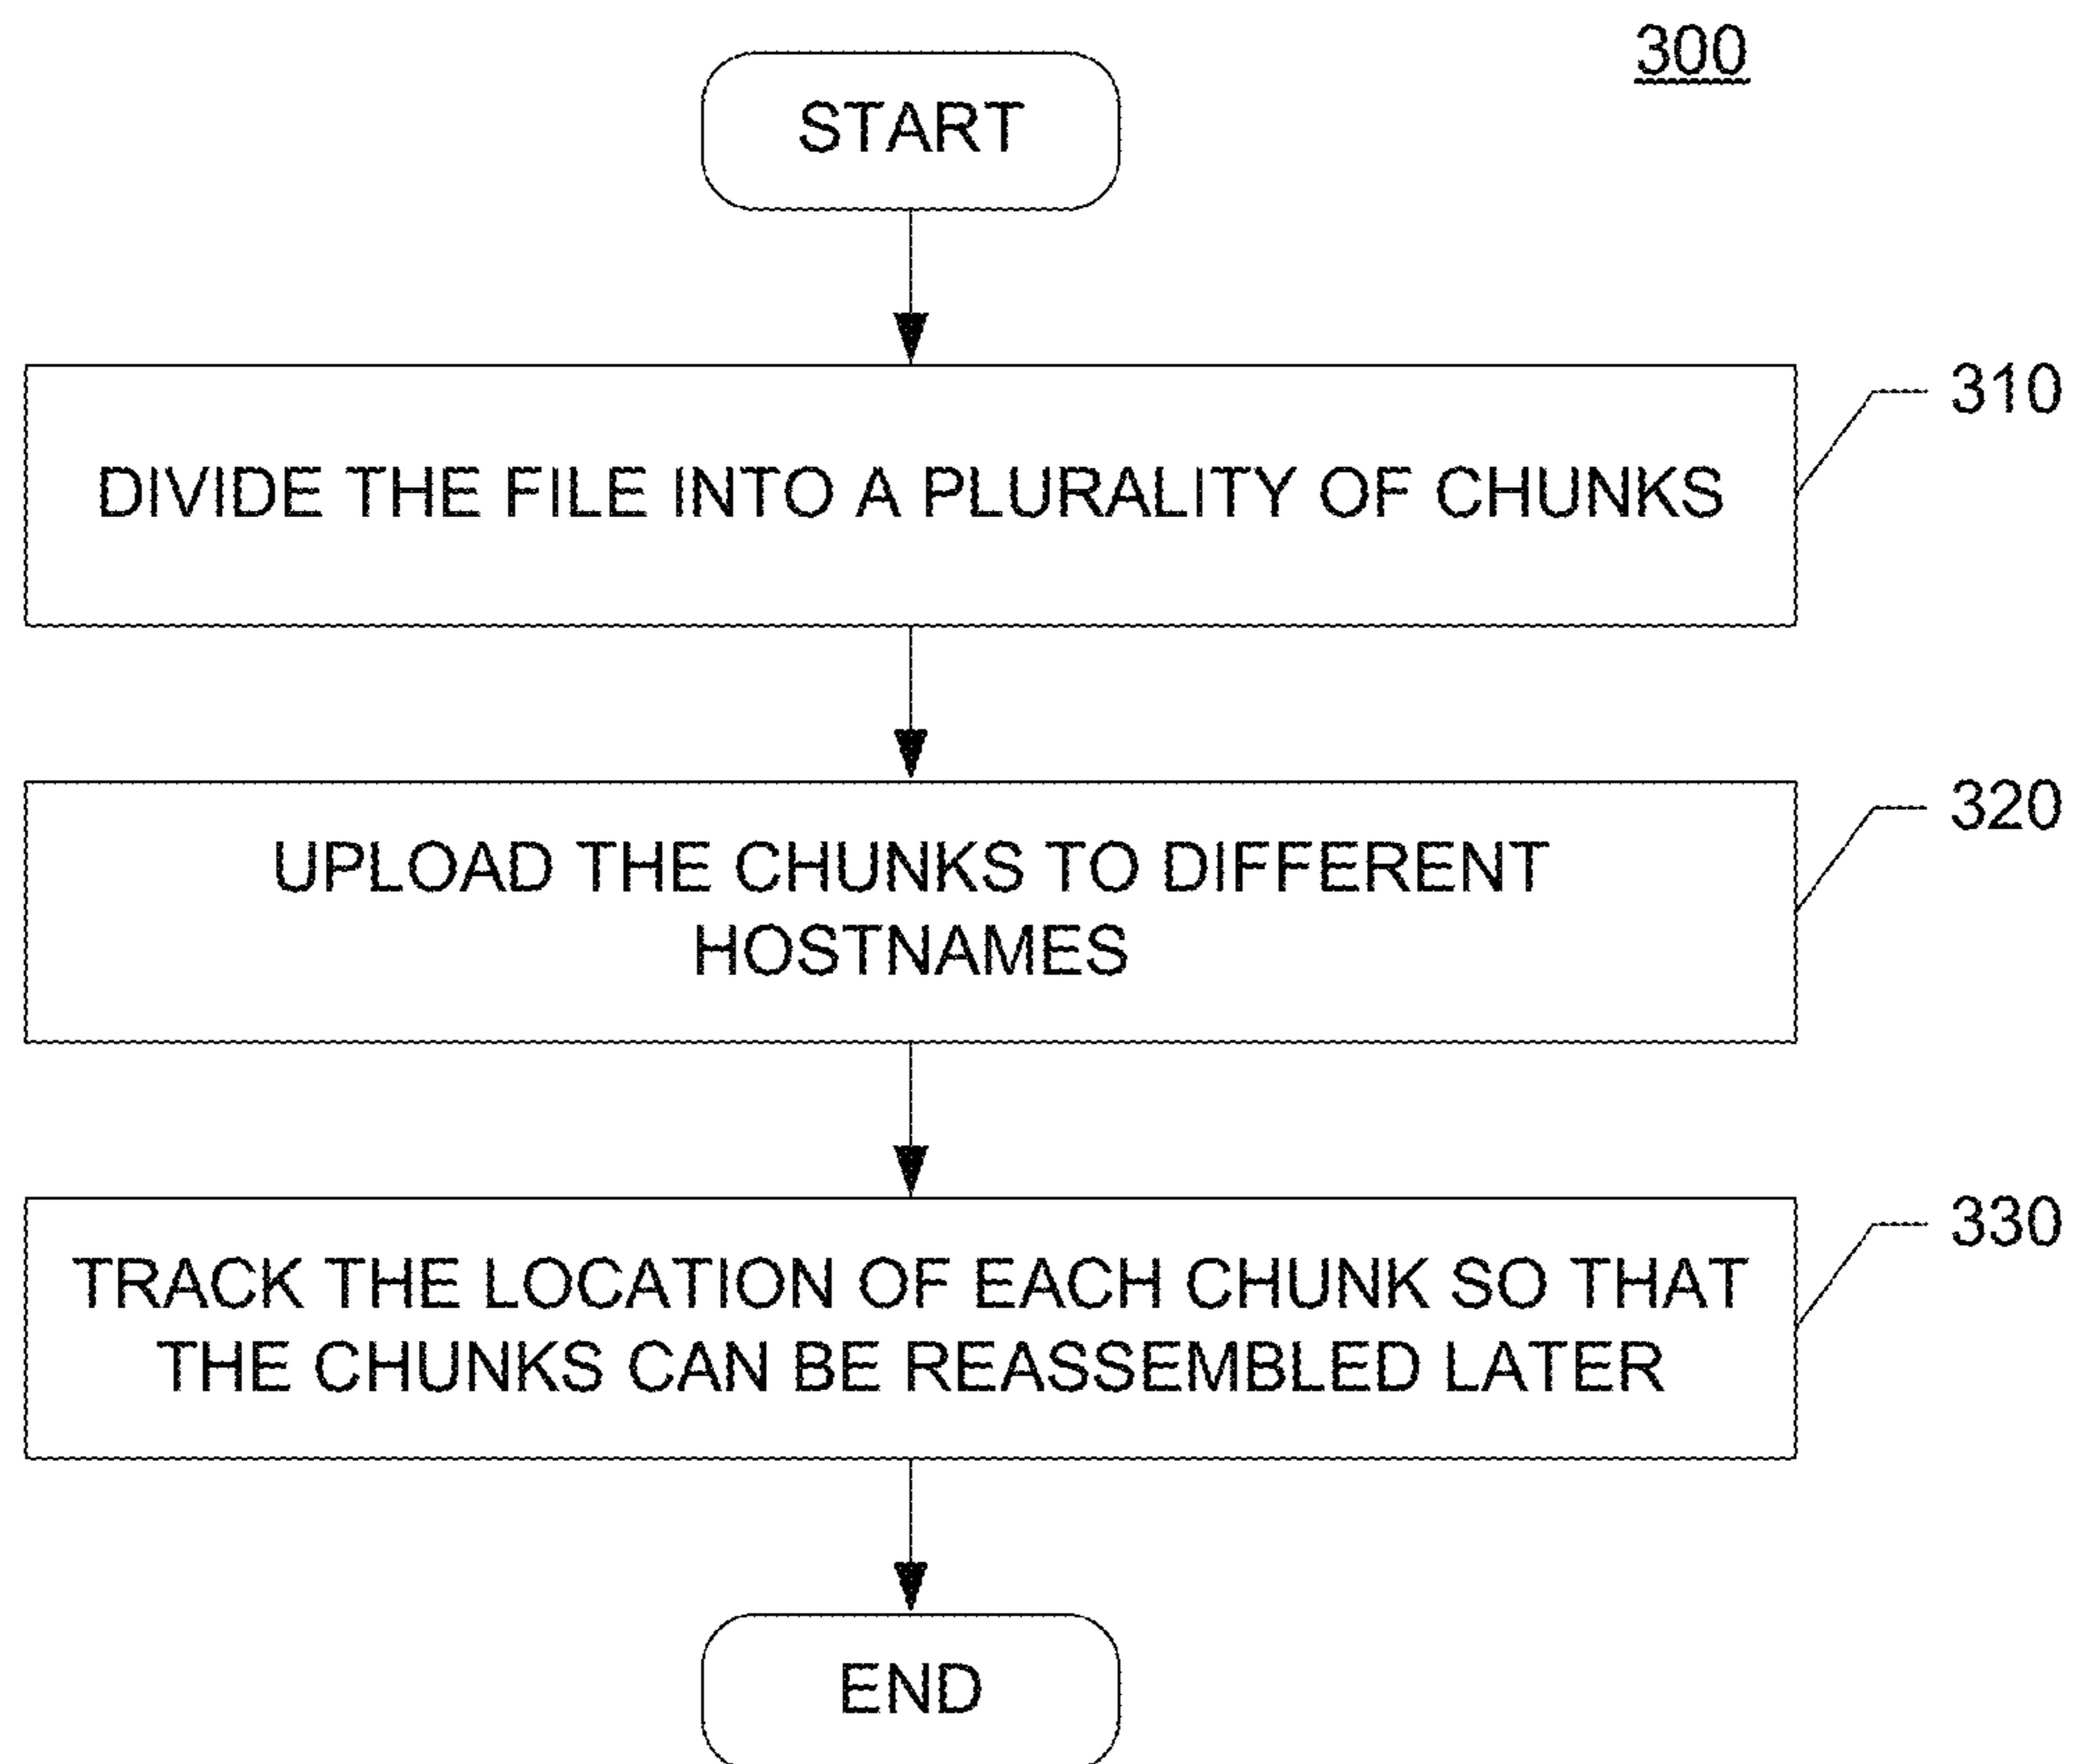 300
START
310
DIVIDE THE FILE INTO A PLURALITY OF CHUNKS
320
UPLOAD THE CHUNKS TO DIFFERENT
HOSTNAMES
330
TRACK THE LOCATION OF EACH CHUNK SO THAT
THE CHUNKS CAN BE REASSEMBLED LATER
END